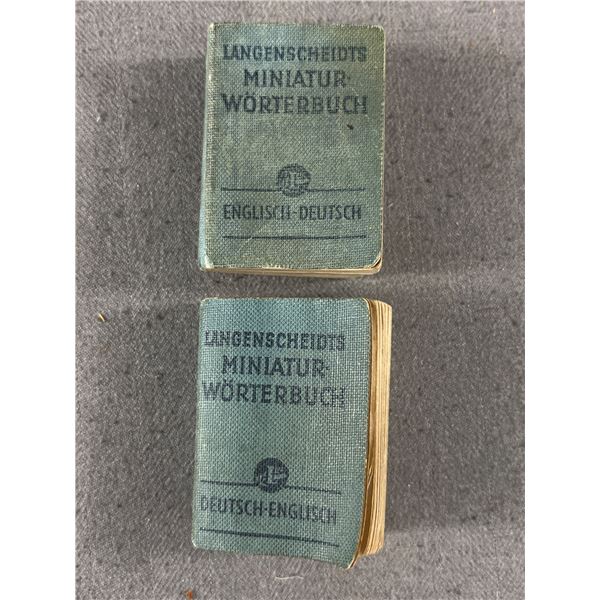 LANGENSCHEIDTS
MINIATUR-
WÖRTERBUCH
L
ENGLISCH-DEUTSCH
LANGENSCHEIDTS
MINIATUR-
WÖRTERBUCH
L
DEUTSCH-ENGLISCH